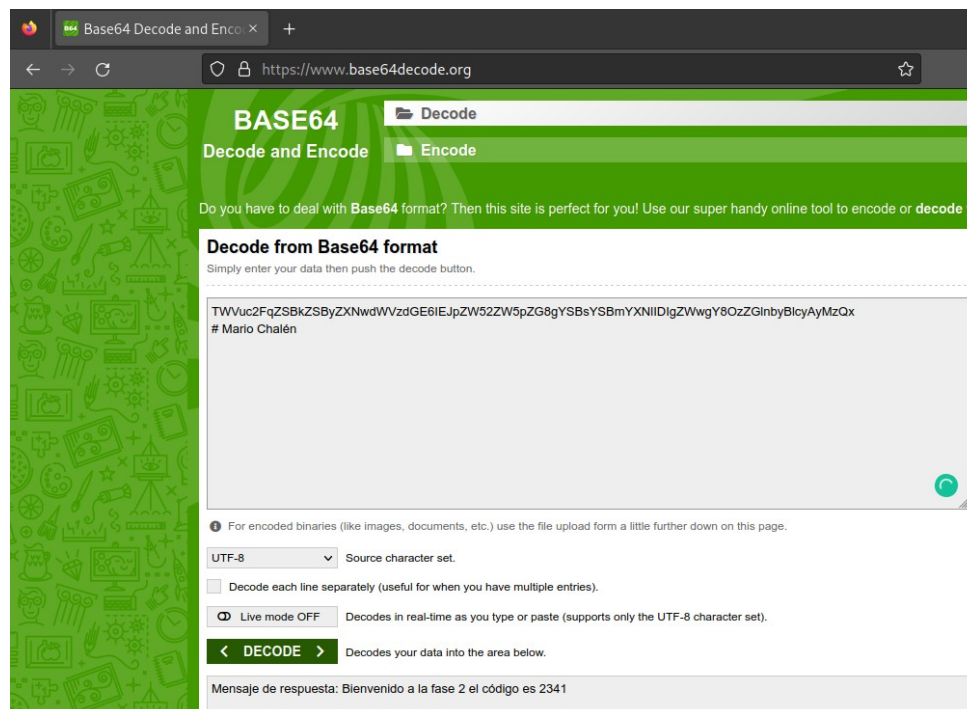 Base64 Decode and Enco
https://www.base64decode.org
BASE64
Decode and Encode
Decode
Encode
Do you have to deal with Base64 format? Then this site is perfect for you! Use our super handy online tool to encode or decode
Decode from Base64 format
Simply enter your data then push the decode button.
TWVuc2FqZSBkZSByZXNwdWVzdGE6IEJpZW52ZW5pZG8gYSBsYSBmYXNlIDIgZWwgY8OzZGlnbyBlcyAyMzQx
# Mario Chalén
For encoded binaries (like images, documents, etc.) use the file upload form a little further down on this page.
UTF-8 Source character set.
Decode each line separately (useful for when you have multiple entries).
Live mode OFF Decodes in real-time as you type or paste (supports only the UTF-8 character set).
< DECODE > Decodes your data into the area below.
Mensaje de respuesta: Bienvenido a la fase 2 el código es 2341